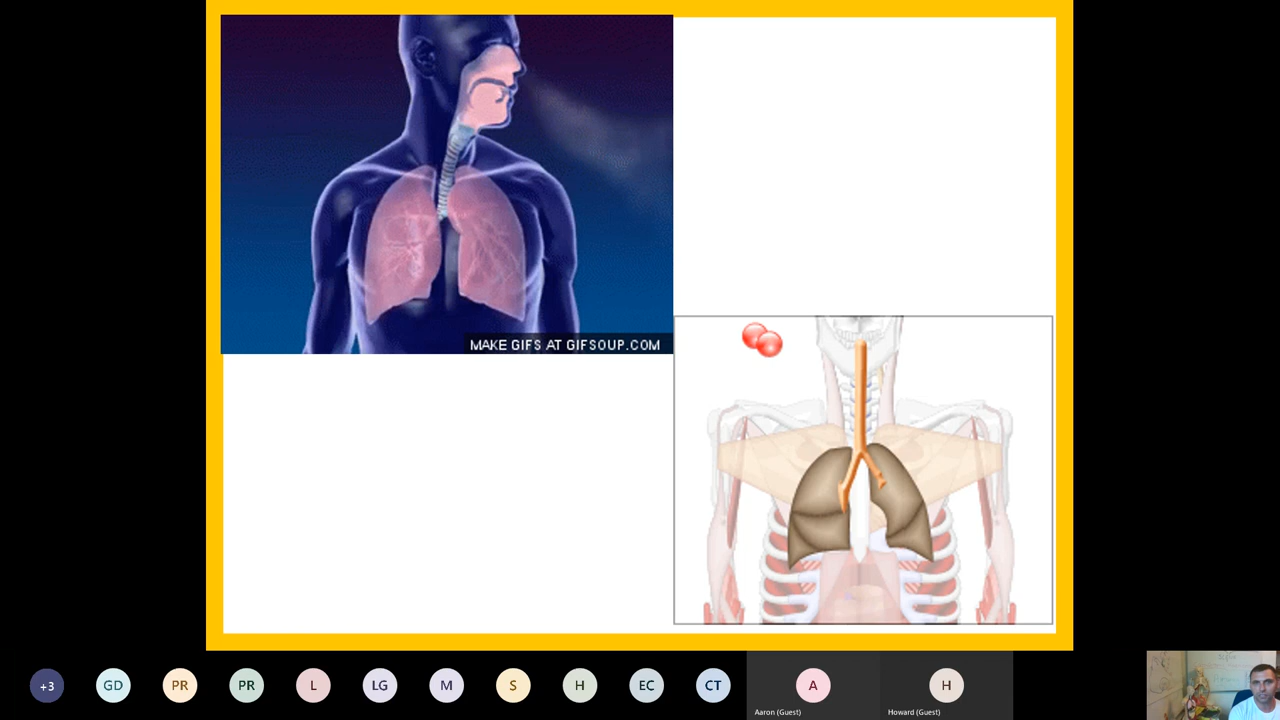 MAKE GIFS AT GIFSOUP.COM
+3
GD
PR
PR
L
LG
M
S
H
EC
CT
A
H
Aaron (Guest)
Howard (Guest)